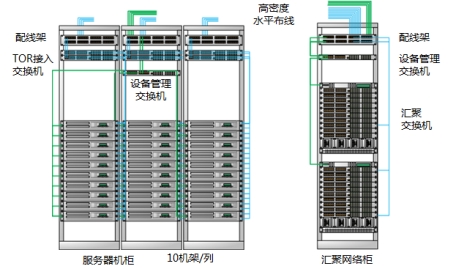 高密度
水平布线
配线架
TOR接入
交换机
设备管理
交换机
服务器机柜
10机架/列
配线架
设备管理
交换机
汇聚
交换机
汇聚网络柜